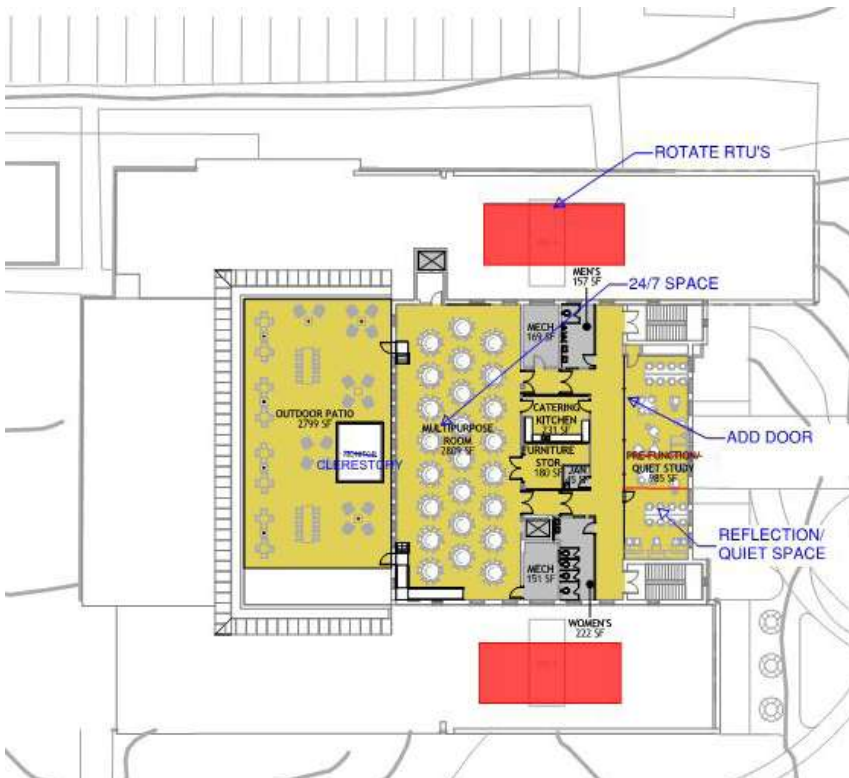 ROTATE RTU'S
MEN'S
157 SF
24/7 SPACE
MECH
169 SF
OUTDOOR PATIO
2799 SF
CLERESTORY
MULTIPURPOSE
ROOM
2809 SF
CATERING
KITCHEN
231 SF
FURNITURE
STOR
180 SF
JAN
ADD DOOR
PRE-FUNCTION/
QUIET STUDY
985 SF
REFLECTION/
QUIET SPACE
MECH
151 SF
WOMEN'S
222 SF